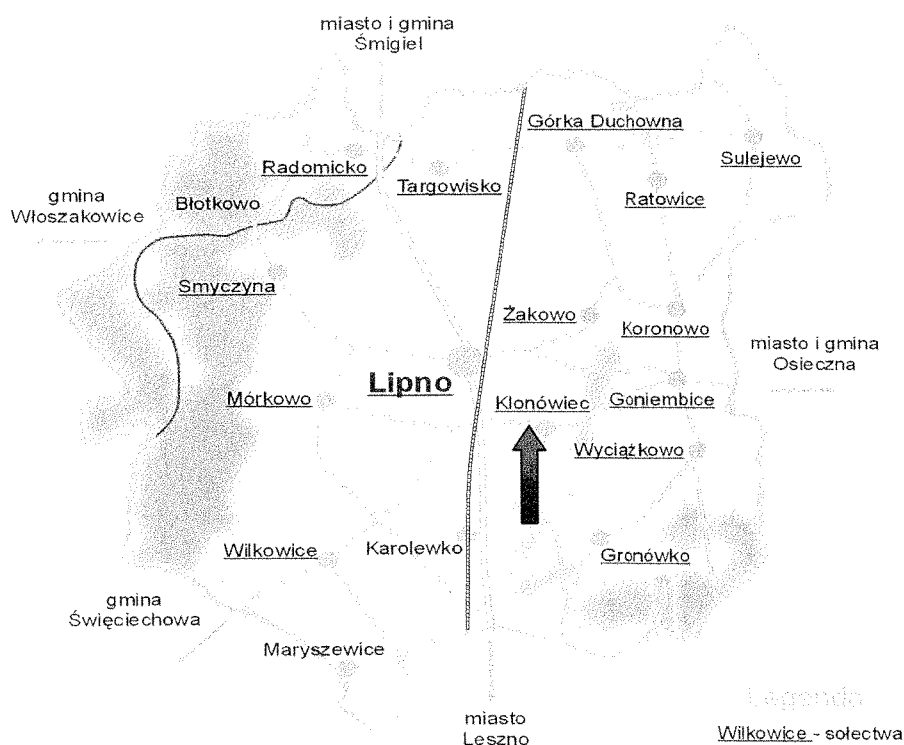 miasto i gmina
Śmigiel
Górka Duchowna
Radomicko
Sulejewo
Targowisko
gmina
Włoszakowice
Błotkowo
Ratowice
Smyczyna
Żakowo
Koronowo
miasto i gmina
Osieczna
Lipno
Mórkowo
Klonówiec
Goniembice
Wyciążkowo
Wilkowice
Karolewko
Gronówko
gmina
Święciechowa
Maryszewice
Legenda
miasto
Leszno
Wilkowice - sołectwa